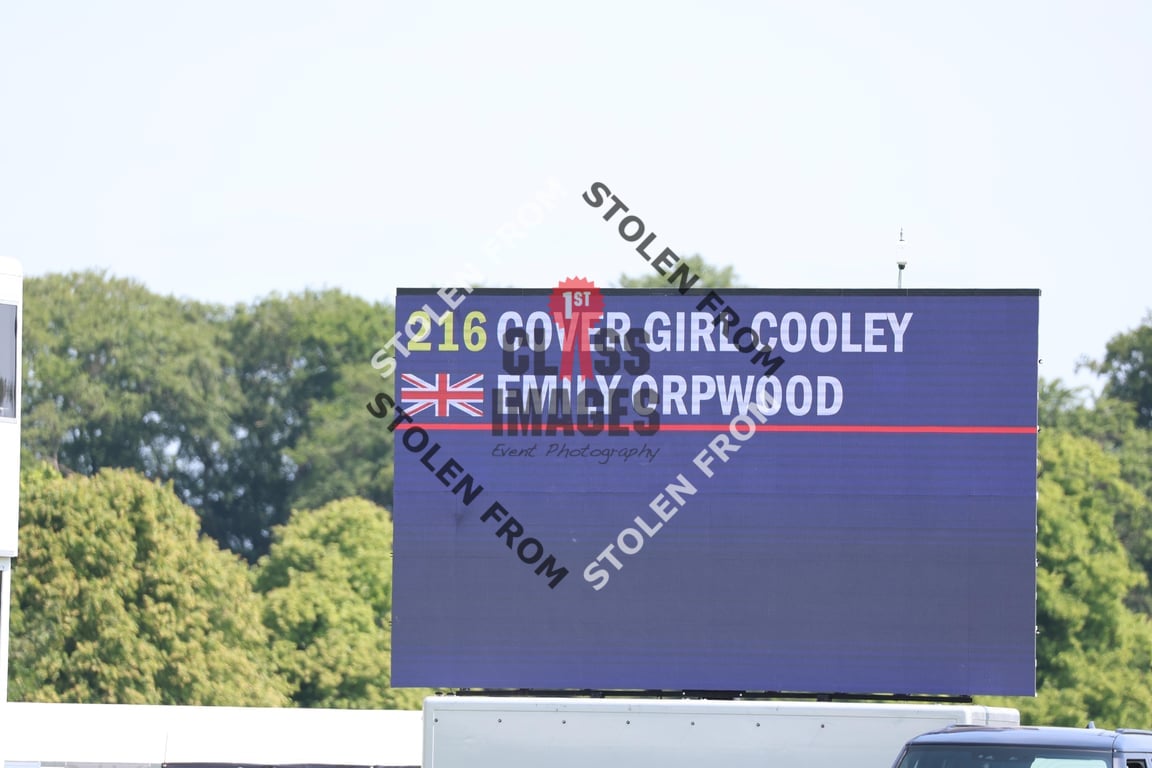 216 COVER GIRL COOLEY
EMILY ORPWOOD
1ST
CLASS
IMAGES
Event Photography
STOLEN FROM
STOLEN FROM
STOLEN FROM
STOLEN FROM